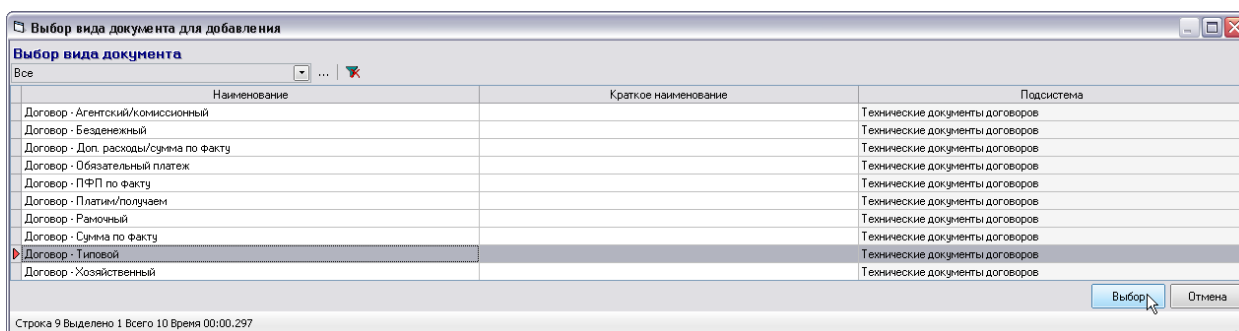 Выбор вида документа для добавления
Выбор вида документа
Все ...
Наименование Краткое наименование Подсистема
Договор - Агентский/комиссионный Технические документы договоров
Договор - Безденежный Технические документы договоров
Договор - Доп. расходы/сумма по факту Технические документы договоров
Договор - Обязательный платеж Технические документы договоров
Договор - ПФП по факту Технические документы договоров
Договор - Платим/получаем Технические документы договоров
Договор - Рамочный Технические документы договоров
Договор - Сумма по факту Технические документы договоров
Договор - Типовой Технические документы договоров
Договор - Хозяйственный Технические документы договоров
Выбор Отмена
Строка 9 Выделено 1 Всего 10 Время 00:00.297